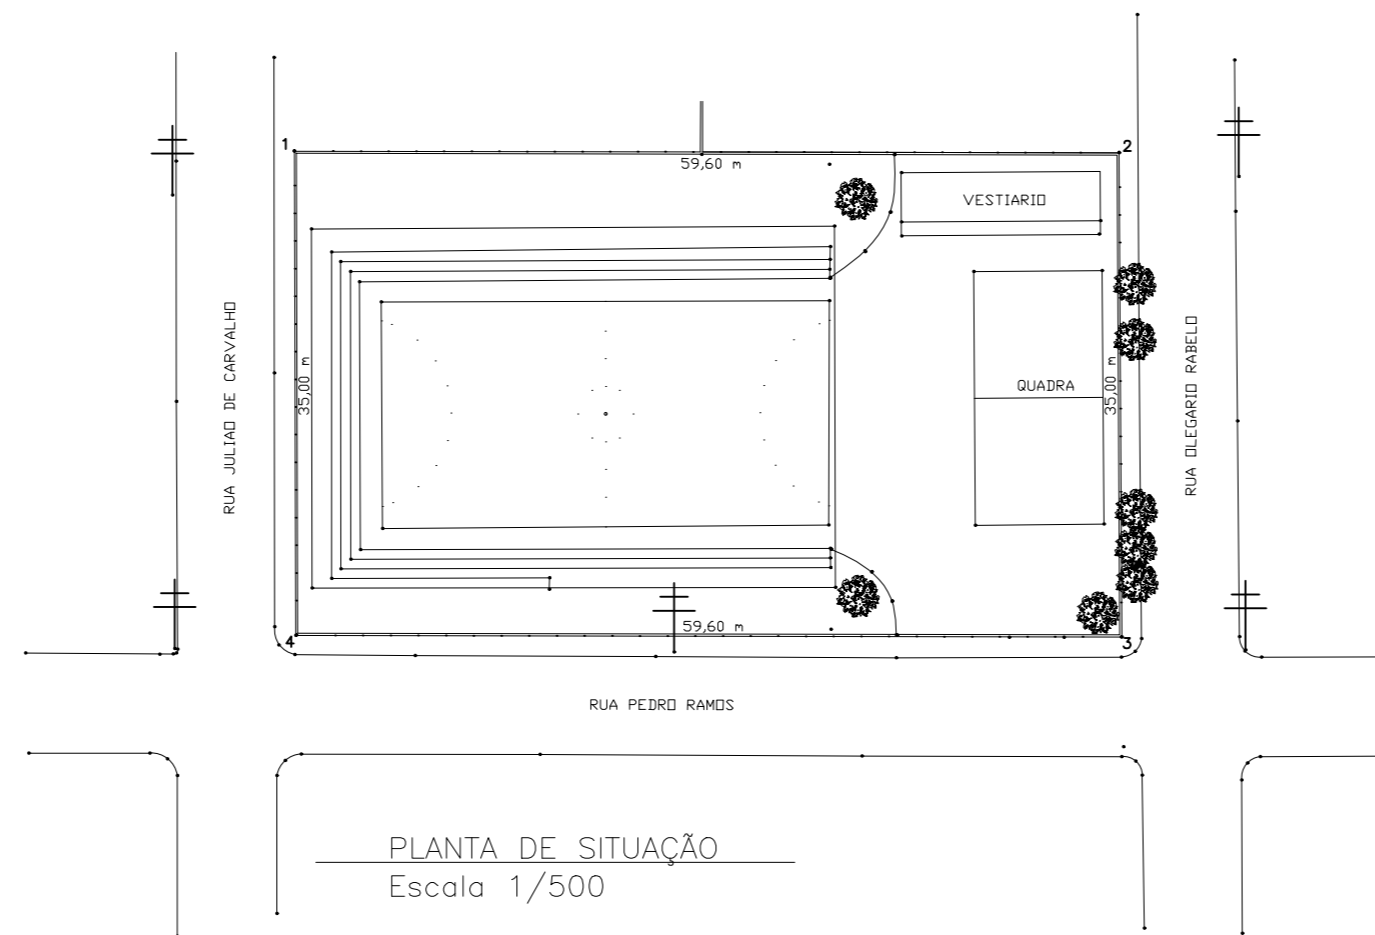 1
2
59,60 m
VESTIARIO
RUA JULIAO DE CARVALHO
35,00 m
QUADRA
35,00 m
RUA OLEGARIO RABELO
59,60 m
4
3
RUA PEDRO RAMOS
PLANTA DE SITUAÇÃO
Escala 1/500